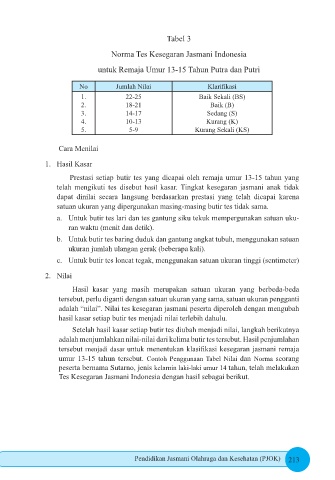 Tabel 3
Norma Tes Kesegaran Jasmani Indonesia
untuk Remaja Umur 13-15 Tahun Putra dan Putri
No Jumlah Nilai Klarifikasi
1. 22-25 Baik Sekali (BS)
2. 18-21 Baik (B)
3. 14-17 Sedang (S)
4. 10-13 Kurang (K)
5. 5-9 Kurang Sekali (KS)
Cara Menilai
1. Hasil Kasar
Prestasi setiap butir tes yang dicapai oleh remaja umur 13-15 tahun yang
telah mengikuti tes disebut hasil kasar. Tingkat kesegaran jasmani anak tidak
dapat dinilai secara langsung berdasarkan prestasi yang telah dicapai karena
satuan ukuran yang dipergunakan masing-masing butir tes tidak sama.
a. Untuk butir tes lari dan tes gantung siku tekuk mempergunakan satuan uku-
ran waktu (menit dan detik).
b. Untuk butir tes baring duduk dan gantung angkat tubuh, menggunakan satuan
ukuran jumlah ulangan gerak (beberapa kali).
c. Untuk butir tes loncat tegak, menggunakan satuan ukuran tinggi (sentimeter)
2. Nilai
Hasil kasar yang masih merupakan satuan ukuran yang berbeda-beda
tersebut, perlu diganti dengan satuan ukuran yang sama, satuan ukuran pengganti
adalah “nilai”. Nilai tes kesegaran jasmani peserta diperoleh dengan mengubah
hasil kasar setiap butir tes menjadi nilai terlebih dahulu.
Setelah hasil kasar setiap butir tes diubah menjadi nilai, langkah berikutnya
adalah menjumlahkan nilai-nilai dari kelima butir tes tersebut. Hasil penjumlahan
tersebut menjadi dasar untuk menentukan klasifikasi kesegaran jasmani remaja
umur 13-15 tahun tersebut. Contoh Penggunaan Tabel Nilai dan Norma seorang
peserta bernama Sutarno, jenis kelamin laki-laki umur 14 tahun, telah melakukan
Tes Kesegaran Jasmani Indonesia dengan hasil sebagai berikut.
Pendidikan Jasmani Olahraga dan Kesehatan (PJOK) 213